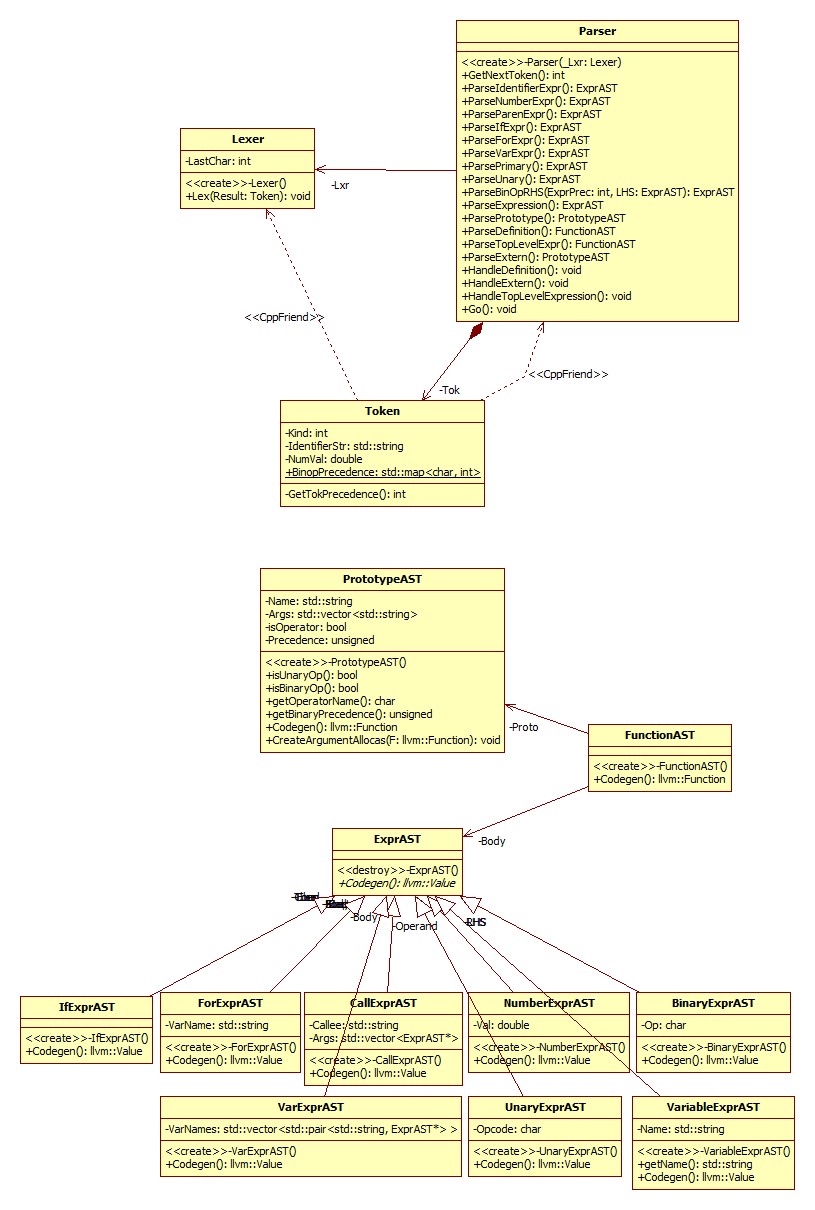 Parser
<<create>>-Parser(_Lxr: Lexer)
+GetNextToken(): int
+ParseIdentifierExpr(): ExprAST
+ParseNumberExpr(): ExprAST
+ParseParenExpr(): ExprAST
+ParseIfExpr(): ExprAST
+ParseForExpr(): ExprAST
+ParseVarExpr(): ExprAST
+ParsePrimary(): ExprAST
+ParseUnary(): ExprAST
+ParseBinOpRHS(ExprPrec: int, LHS: ExprAST): ExprAST
+ParseExpression(): ExprAST
+ParsePrototype(): PrototypeAST
+ParseDefinition(): FunctionAST
+ParseTopLevelExpr(): FunctionAST
+ParseExtern(): PrototypeAST
+HandleDefinition(): void
+HandleExtern(): void
+HandleTopLevelExpression(): void
+Go(): void
Lexer
-LastChar: int
<<create>>-Lexer()
+Lex(Result: Token): void
-Lxr
<<CppFriend>>
<<CppFriend>>
-Tok
Token
-Kind: int
-IdentifierStr: std::string
-NumVal: double
+BinopPrecedence: std::map<char, int>
-GetTokPrecedence(): int
PrototypeAST
-Name: std::string
-Args: std::vector<std::string>
-isOperator: bool
-Precedence: unsigned
<<create>>-PrototypeAST()
+isUnaryOp(): bool
+isBinaryOp(): bool
+getOperatorName(): char
+getBinaryPrecedence(): unsigned
+Codegen(): llvm::Function
+CreateArgumentAllocas(F: llvm::Function): void
-Proto
FunctionAST
<<create>>-FunctionAST()
+Codegen(): llvm::Function
-Body
ExprAST
<<destroy>>-ExprAST()
+Codegen(): llvm::Value
-Body
-Operand
-RHS
IfExprAST
<<create>>-IfExprAST()
+Codegen(): llvm::Value
ForExprAST
-VarName: std::string
<<create>>-ForExprAST()
+Codegen(): llvm::Value
CallExprAST
-Callee: std::string
-Args: std::vector<ExprAST*>
<<create>>-CallExprAST()
+Codegen(): llvm::Value
NumberExprAST
-Val: double
<<create>>-NumberExprAST()
+Codegen(): llvm::Value
BinaryExprAST
-Op: char
<<create>>-BinaryExprAST()
+Codegen(): llvm::Value
VarExprAST
-VarNames: std::vector<std::pair<std::string, ExprAST*> >
<<create>>-VarExprAST()
+Codegen(): llvm::Value
UnaryExprAST
-Opcode: char
<<create>>-UnaryExprAST()
+Codegen(): llvm::Value
VariableExprAST
-Name: std::string
<<create>>-VariableExprAST()
+getName(): std::string
+Codegen(): llvm::Value